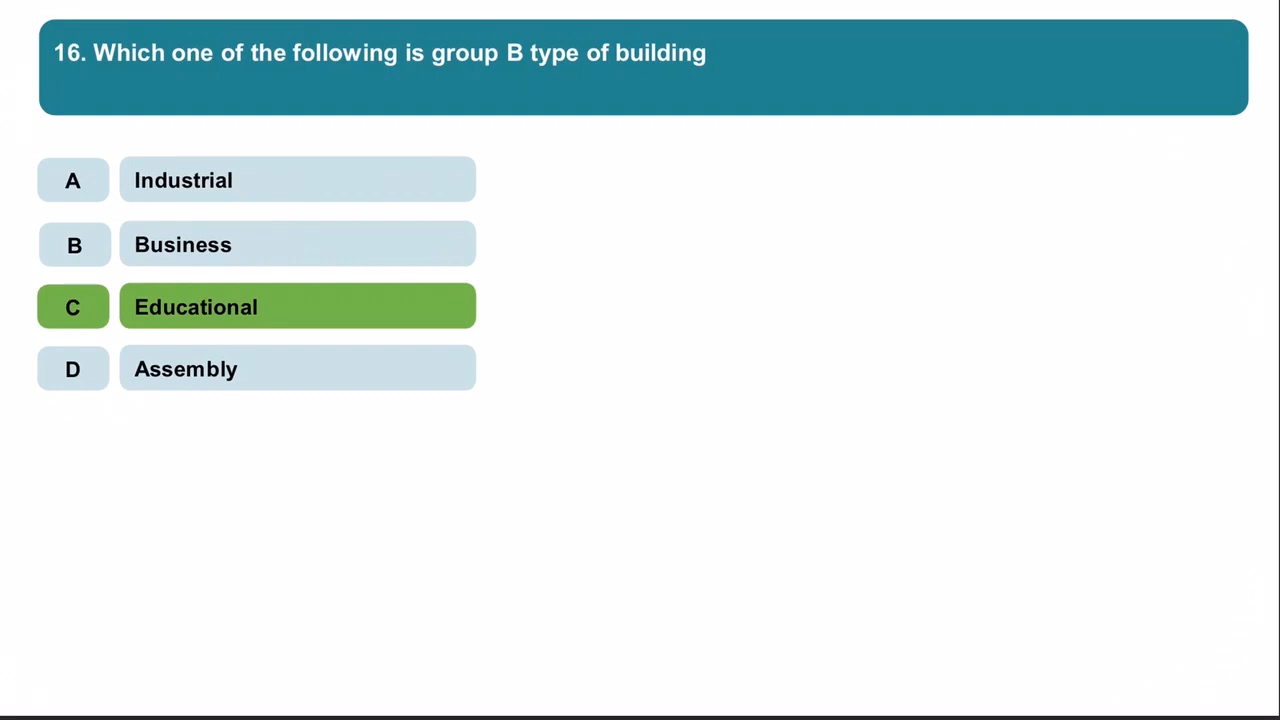 16. Which one of the following is group B type of building
A Industrial
B Business
C Educational
D Assembly